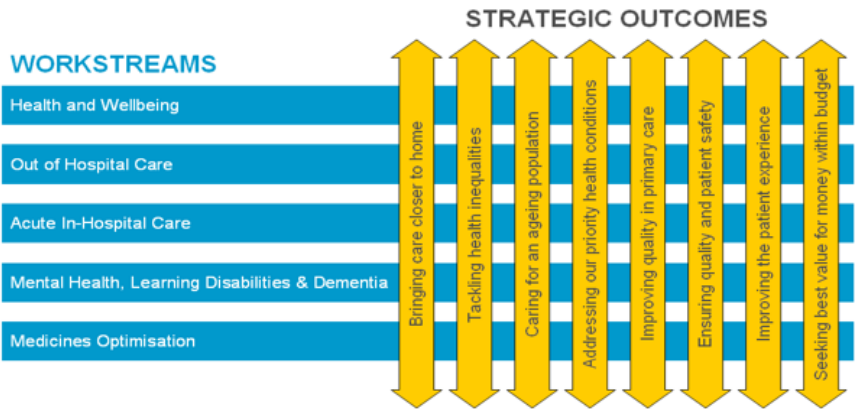 STRATEGIC OUTCOMES
WORKSTREAMS
Health and Wellbeing
Out of Hospital Care
Acute In-Hospital Care
Mental Health, Learning Disabilities & Dementia
Medicines Optimisation
Bringing care closer to home
Tackling health inequalities
Caring for an ageing population
Addressing our priority health conditions
Improving quality in primary care
Ensuring quality and patient safety
Improving the patient experience
Seeking best value for money within budget